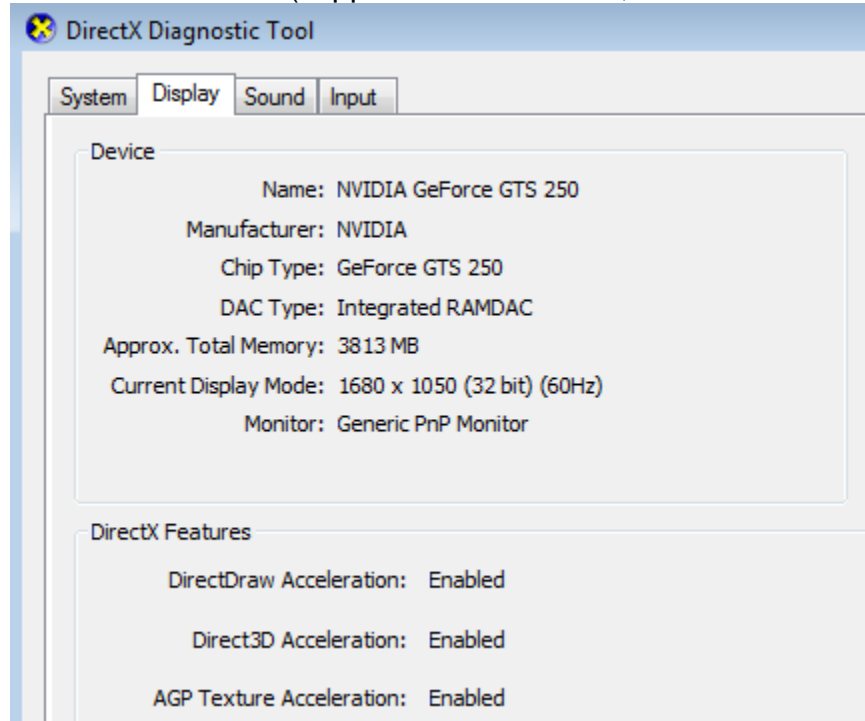 DirectX Diagnostic Tool
System Display Sound Input
Device
Name: NVIDIA GeForce GTS 250
Manufacturer: NVIDIA
Chip Type: GeForce GTS 250
DAC Type: Integrated RAMDAC
Approx. Total Memory: 3813 MB
Current Display Mode: 1680 x 1050 (32 bit) (60Hz)
Monitor: Generic PnP Monitor
DirectX Features
DirectDraw Acceleration: Enabled
Direct3D Acceleration: Enabled
AGP Texture Acceleration: Enabled